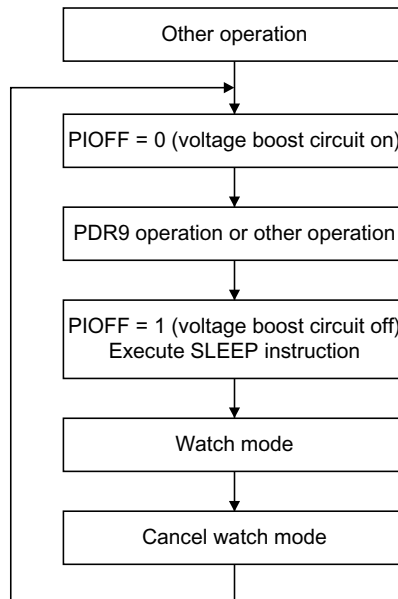 Other operation
PIOFF = 0 (voltage boost circuit on)
PDR9 operation or other operation
PIOFF = 1 (voltage boost circuit off)
Execute SLEEP instruction
Watch mode
Cancel watch mode